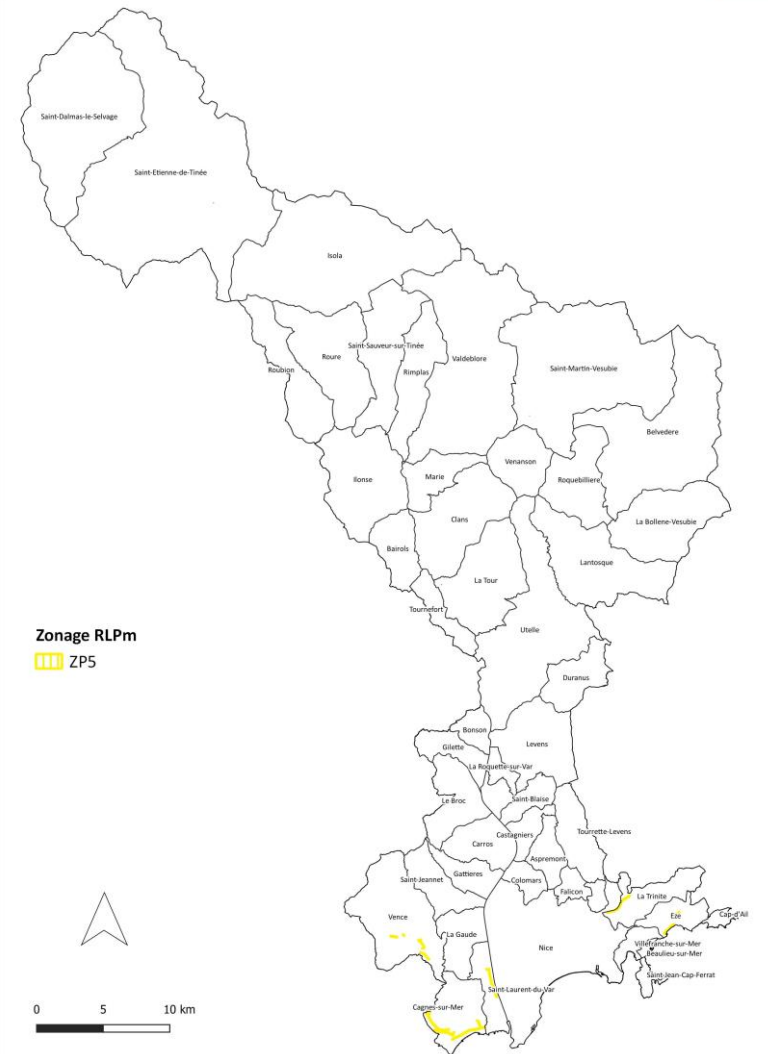 Saint-Dalmas-le-Selvage
Saint-Etienne-de-Tinée
Isola
Saint-Sauveur-sur-Tinée
Roure
Valdeblore
Roubion
Rimplas
Saint-Martin-Vesubie
Belvedere
Venanson
Ilonse
Marie
Roquebilliere
Clans
La Bollene-Vesubie
Bairols
Lantosque
La Tour
Tournefort
Utelle
Zonage RLPm
ZP5
Duranus
Bonson
Gilette
Levens
La Roquette-sur-Var
Le Broc
Saint-Blaise
Castagniers
Tourrette-Levens
Carros
Aspremont
Saint-Jeannet
Gattieres
Colomars
Falicon
La Trinite
Vence
Eze
Cap-d'Ail
La Gaude
Nice
Villefranche-sur-Mer
Beaulieu-sur-Mer
Saint-Jean-Cap-Ferrat
Saint-Laurent-du-Var
Cagnes-sur-Mer
0 5 10 km